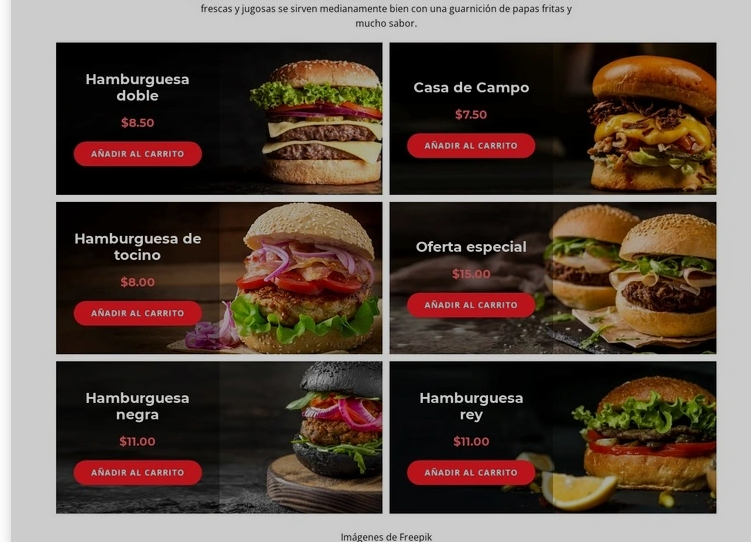 frescas y jugosas se sirven medianamente bien con una guarnición de papas fritas y
mucho sabor.
Hamburguesa
doble
$8.50
AÑADIR AL CARRITO
Casa de Campo
$7.50
AÑADIR AL CARRITO
Hamburguesa de
tocino
$8.00
AÑADIR AL CARRITO
Oferta especial
$15.00
AÑADIR AL CARRITO
Hamburguesa
negra
$11.00
AÑADIR AL CARRITO
Hamburguesa
rey
$11.00
AÑADIR AL CARRITO
Imágenes de Freepik